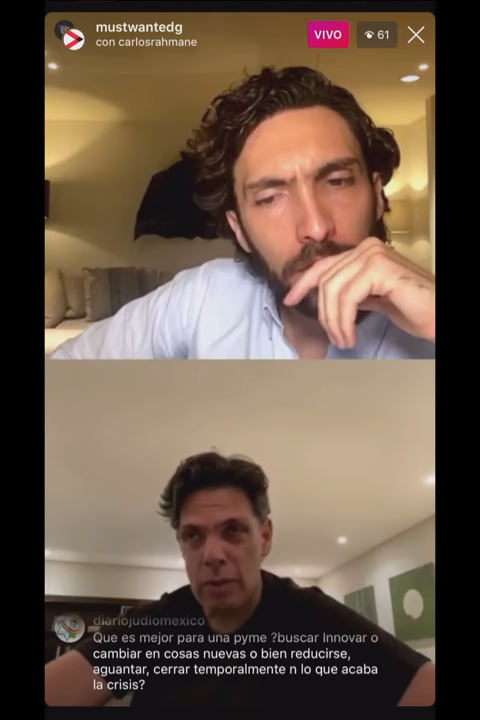 mustwantedg
con carlosrahmane
VIVO
61
diariojudiomexico
Que es mejor para una pyme ?buscar Innovar o
cambiar en cosas nuevas o bien reducirse,
aguantar, cerrar temporalmente n lo que acaba
la crisis?